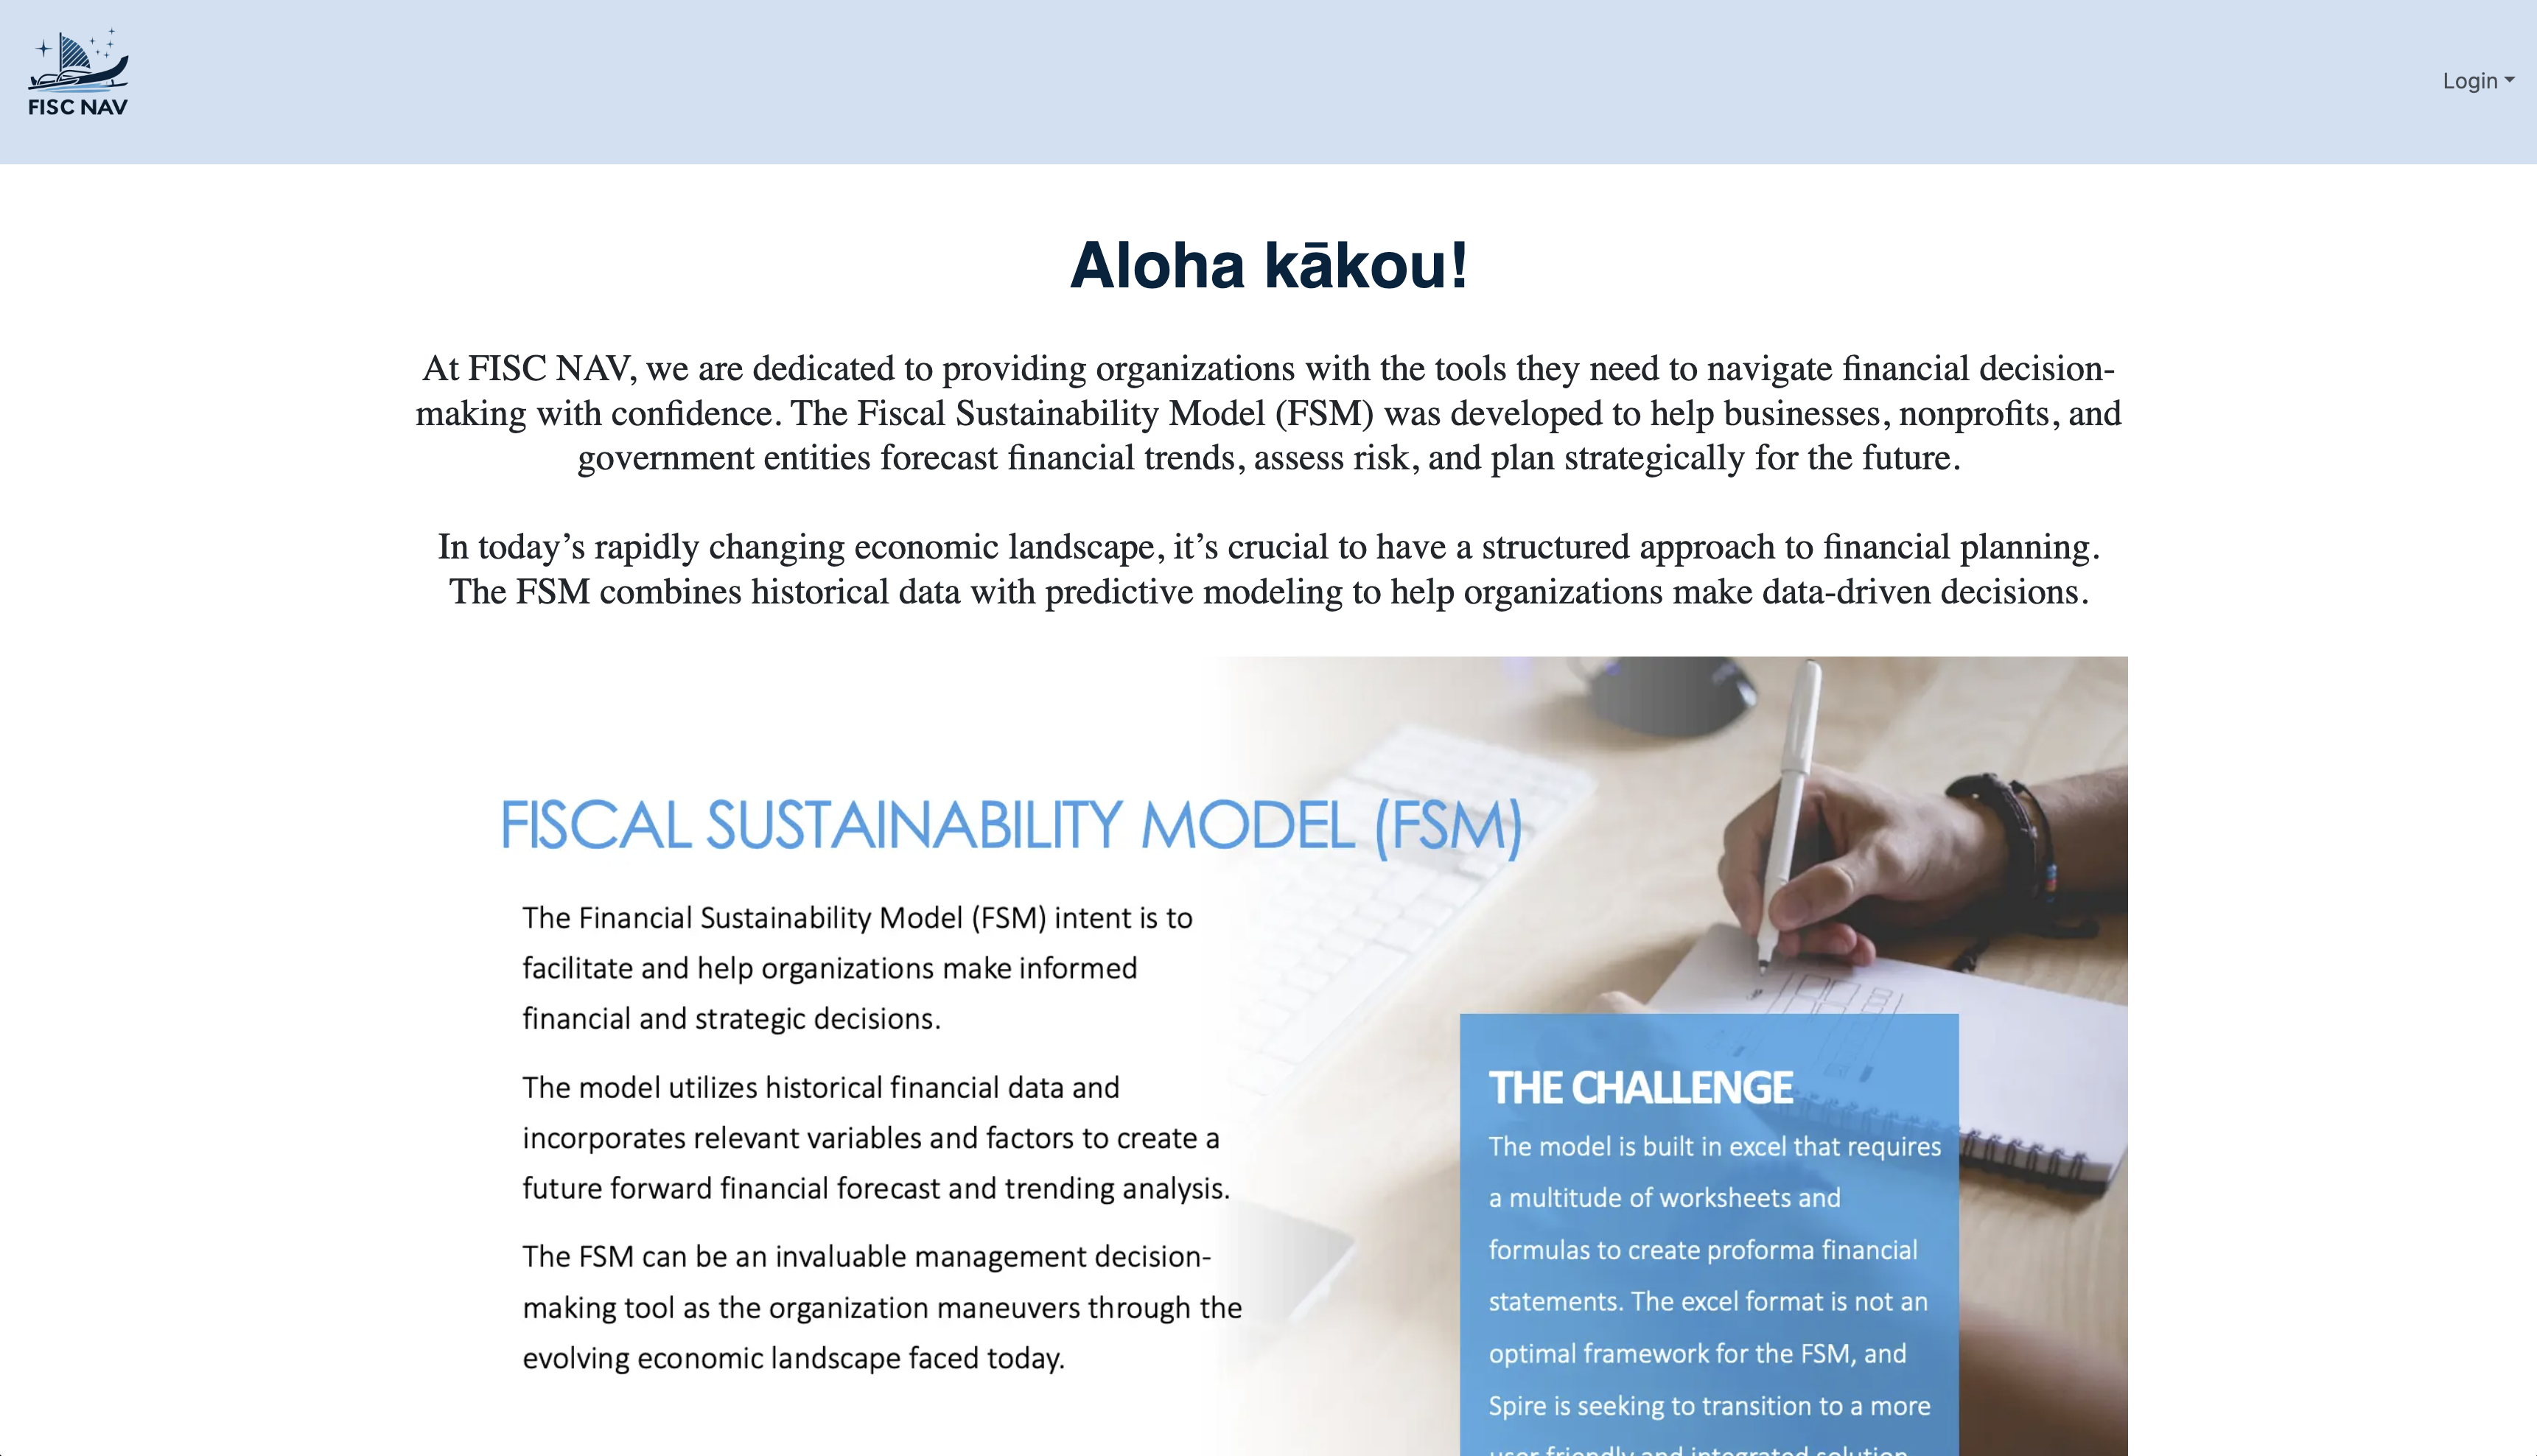 FISC NAV
Login
Aloha kākou!
At FISC NAV, we are dedicated to providing organizations with the tools they need to navigate financial decision-
making with confidence. The Fiscal Sustainability Model (FSM) was developed to help businesses, nonprofits, and
government entities forecast financial trends, assess risk, and plan strategically for the future.
In today’s rapidly changing economic landscape, it’s crucial to have a structured approach to financial planning.
The FSM combines historical data with predictive modeling to help organizations make data-driven decisions.
FISCAL SUSTAINABILITY MODEL (FSM)
The Financial Sustainability Model (FSM) intent is to
facilitate and help organizations make informed
financial and strategic decisions.
The model utilizes historical financial data and
incorporates relevant variables and factors to create a
future forward financial forecast and trending analysis.
The FSM can be an invaluable management decision-
making tool as the organization maneuvers through the
evolving economic landscape faced today.
THE CHALLENGE
The model is built in excel that requires
a multitude of worksheets and
formulas to create proforma financial
statements. The excel format is not an
optimal framework for the FSM, and
Spire is seeking to transition to a more
user friendly and integrated solution